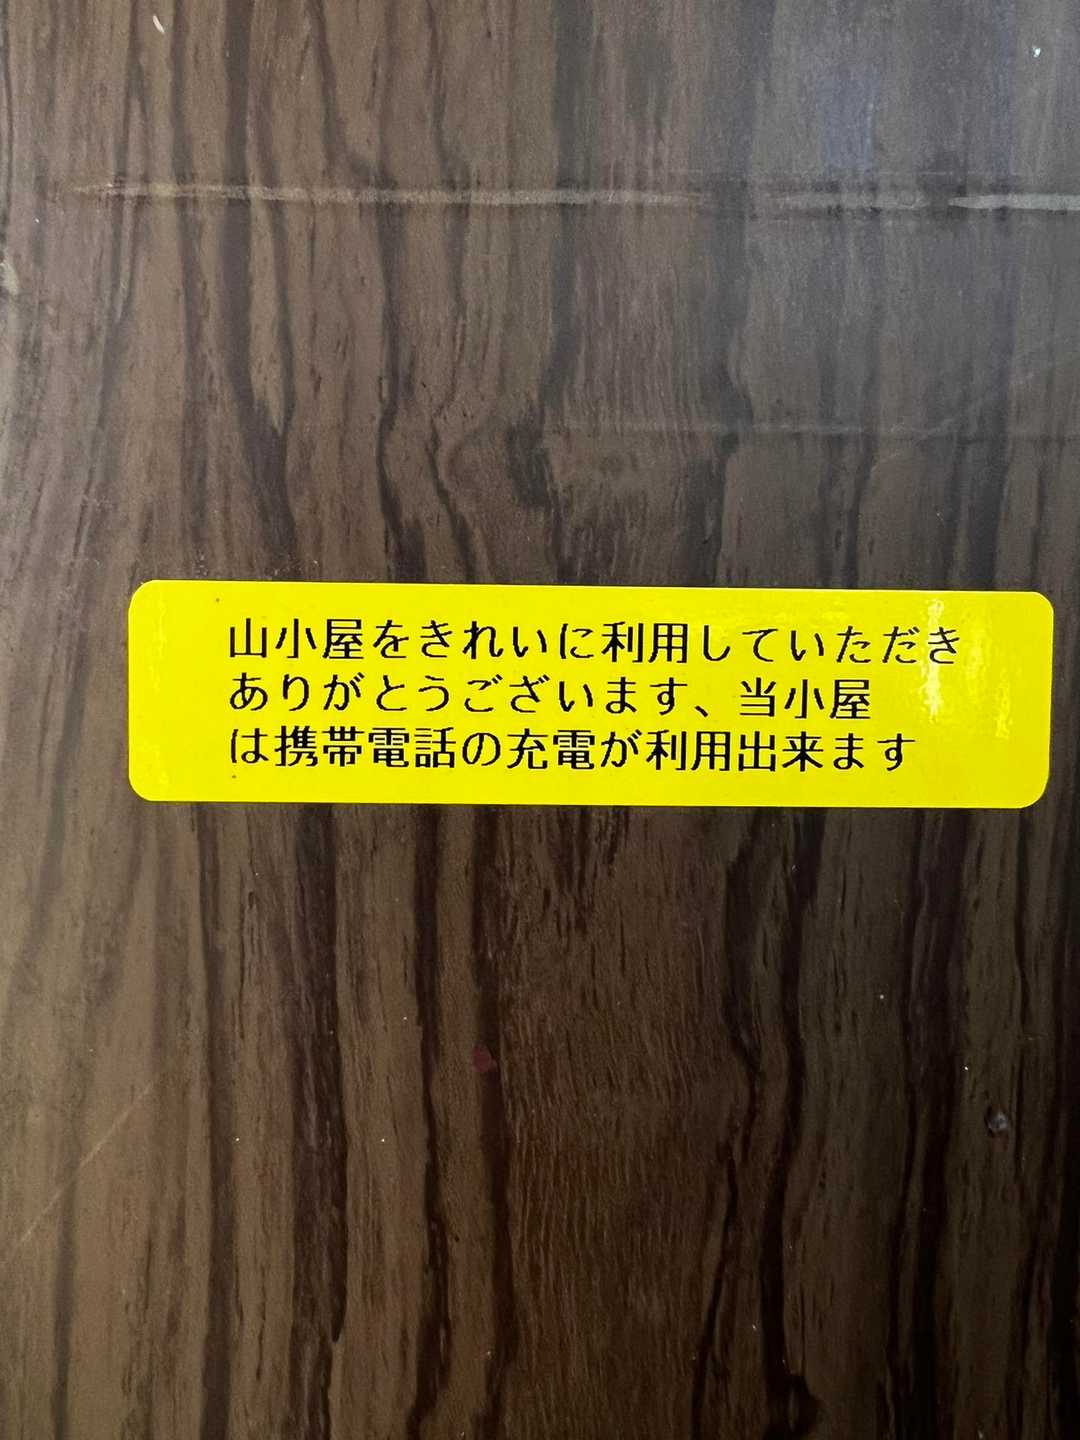 山小屋をきれいに利用していただき
ありがとうございます、当小屋
は携帯電話の充電が利用出来ます